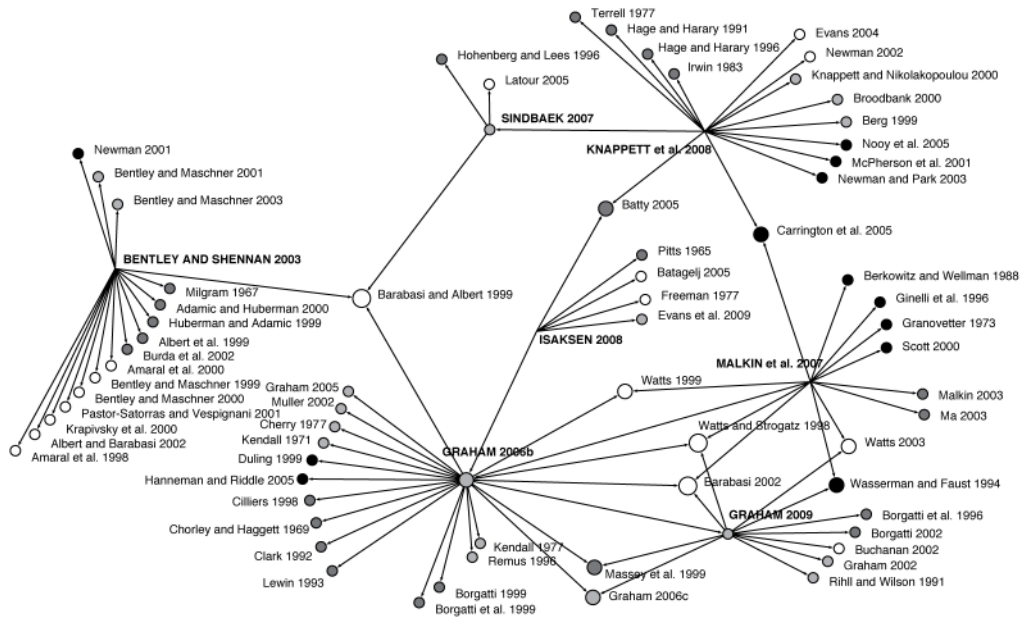 Terrell 1977
Hage and Harary 1991
Evans 2004
Hage and Harary 1996
Newman 2002
Hohenberg and Lees 1996
Irwin 1983
Knappett and Nikolakopoulou 2000
Latour 2005
Broodbank 2000
SINDBAEK 2007
Berg 1999
KNAPPETT et al. 2008
Nooy et al. 2005
McPherson et al. 2001
Newman and Park 2003
Newman 2001
Bentley and Maschner 2001
Bentley and Maschner 2003
Batty 2005
Carrington et al. 2005
BENTLEY AND SHENNAN 2003
Pitts 1965
Batagelj 2005
Freeman 1977
Evans et al. 2009
ISAKSEN 2008
Berkowitz and Wellman 1988
Ginelli et al. 1996
Granovetter 1973
Scott 2000
Milgram 1967
Adamic and Huberman 2000
Huberman and Adamic 1999
Albert et al. 1999
Burda et al. 2002
Amaral et al. 2000
Bentley and Maschner 1999
Bentley and Maschner 2000
Pastor-Satorras and Vespignani 2001
Krapivsky et al. 2000
Albert and Barabasi 2002
Amaral et al. 1998
Barabasi and Albert 1999
MALKIN et al. 2007
Watts 1999
Malkin 2003
Ma 2003
Graham 2005
Muller 2002
Cherry 1977
Kendall 1971
Duling 1999
Hanneman and Riddle 2005
Cilliers 1998
Chorley and Haggett 1969
Clark 1992
Lewin 1993
GRAHAM 2006b
Watts and Strogatz 1998
Watts 2003
Barabasi 2002
Wasserman and Faust 1994
GRAHAM 2009
Borgatti et al. 1996
Borgatti 2002
Buchanan 2002
Graham 2002
Rihll and Wilson 1991
Kendall 1977
Remus 1996
Massey et al. 1999
Graham 2006c
Borgatti 1999
Borgatti et al. 1999